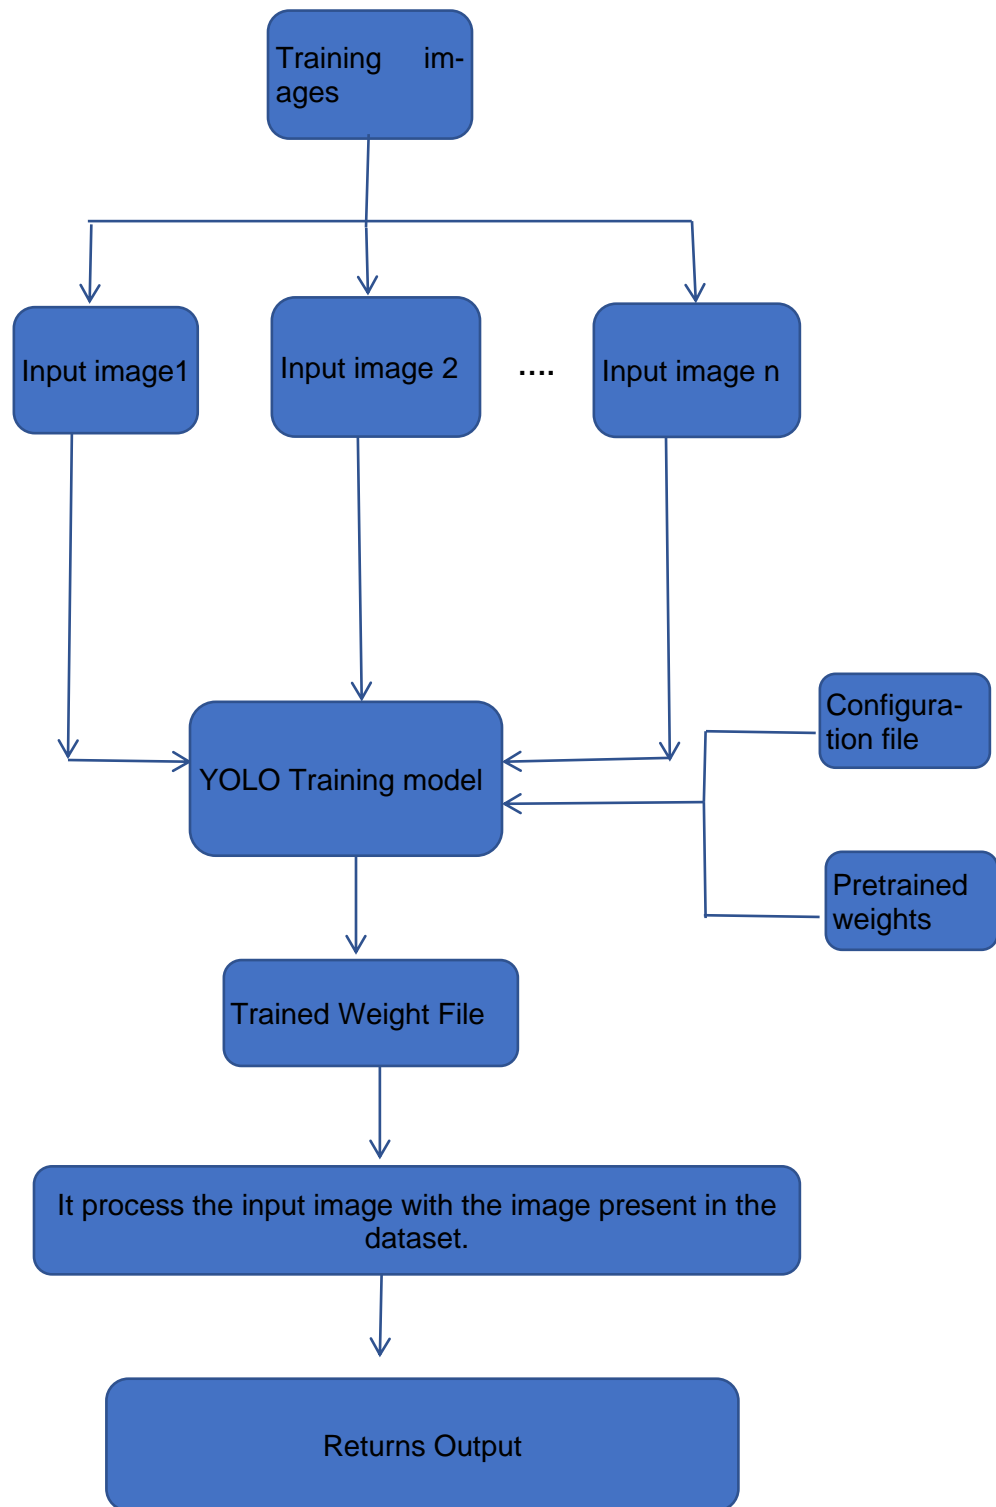 Training im-
ages
Input image1
Input image 2
....
Input image n
Configura-
tion file
YOLO Training model
Pretrained
weights
Trained Weight File
It process the input image with the image present in the
dataset.
Returns Output